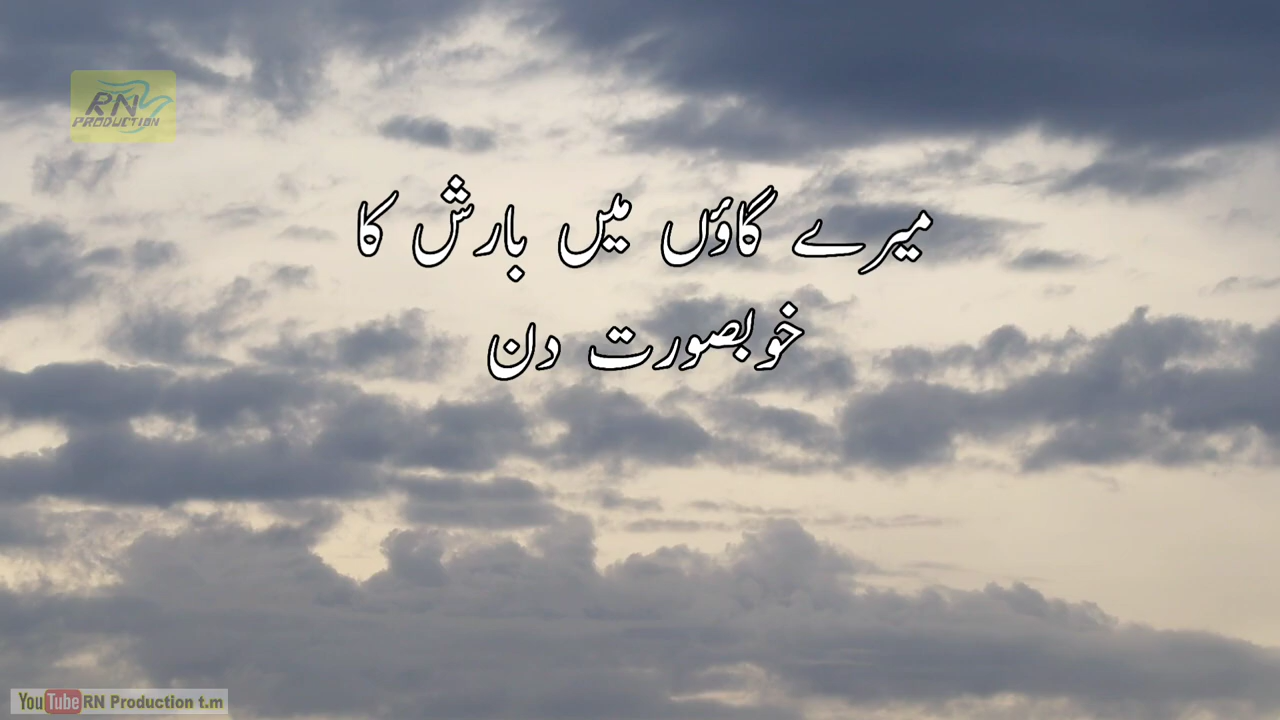 RN
PRODUCTION
میرے گاؤں میں بارش کا
خوبصورت دن
YouTube RN Production t.m